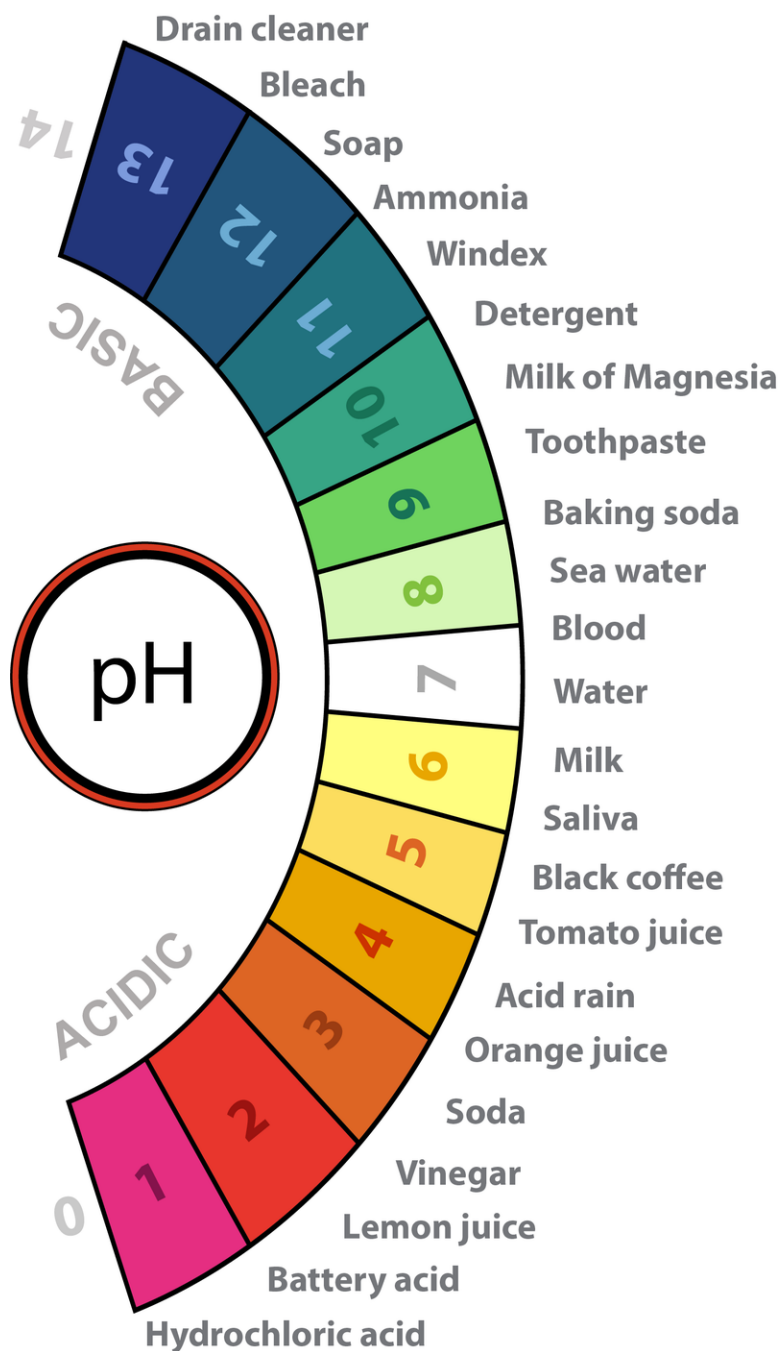 Drain cleaner
Bleach
Soap
Ammonia
Windex
Detergent
Milk of Magnesia
Toothpaste
Baking soda
Sea water
Blood
Water
Milk
Saliva
Black coffee
Tomato juice
Acid rain
Orange juice
Soda
Vinegar
Lemon juice
Battery acid
Hydrochloric acid
14
13
12
11
10
9
8
7
6
5
4
3
2
1
0
BASIC
pH
ACIDIC